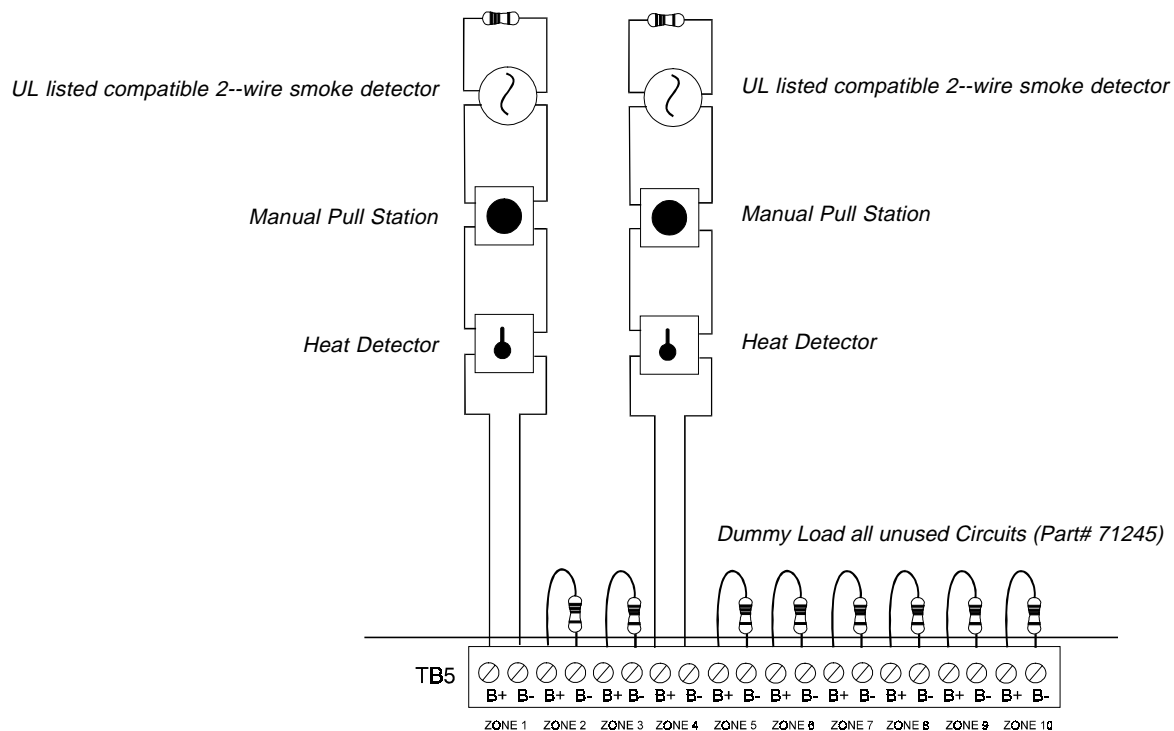 UL listed compatible 2--wire smoke detector
UL listed compatible 2--wire smoke detector
Manual Pull Station
Manual Pull Station
Heat Detector
Heat Detector
Dummy Load all unused Circuits (Part# 71245)
TB5
B+ B- B+ B- B+ B- B+ B- B+ B- B+ B- B+ B- B+ B- B+ B- B+ B-
ZONE 1 ZONE 2 ZONE 3 ZONE 4 ZONE 5 ZONE 6 ZONE 7 ZONE 8 ZONE 9 ZONE 10